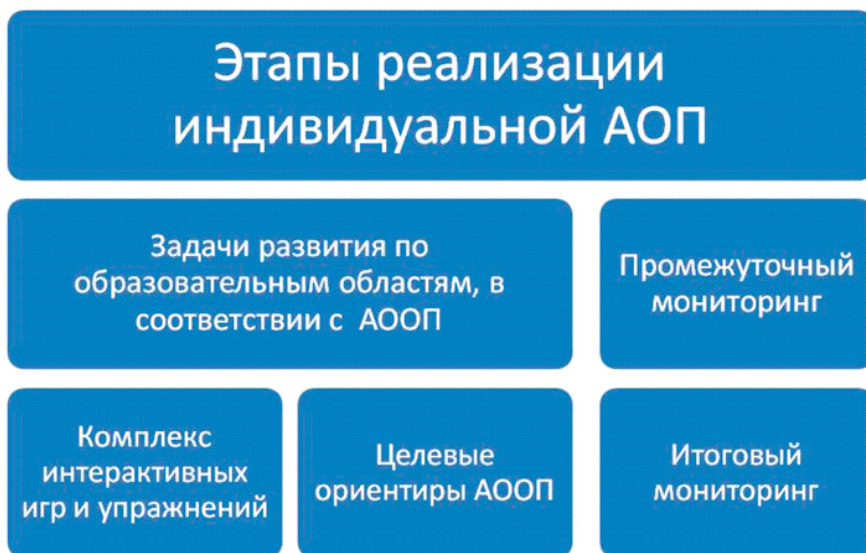 Этапы реализации
индивидуальной АОП
Задачи развития по
образовательным областям, в
соответствии с АООП
Промежуточный
мониторинг
Комплекс
интерактивных
игр и упражнений
Целевые
ориентиры АООП
Итоговый
мониторинг